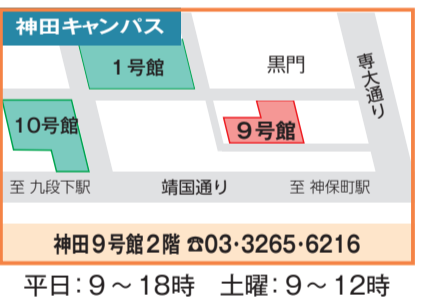 神田キャンパス
1号館
黒門
専大通り
10号館
9号館
至 九段下駅
靖国通り
至 神保町駅
神田9号館2階 ☎03・3265・6216
平日：9～18時　土曜：9～12時